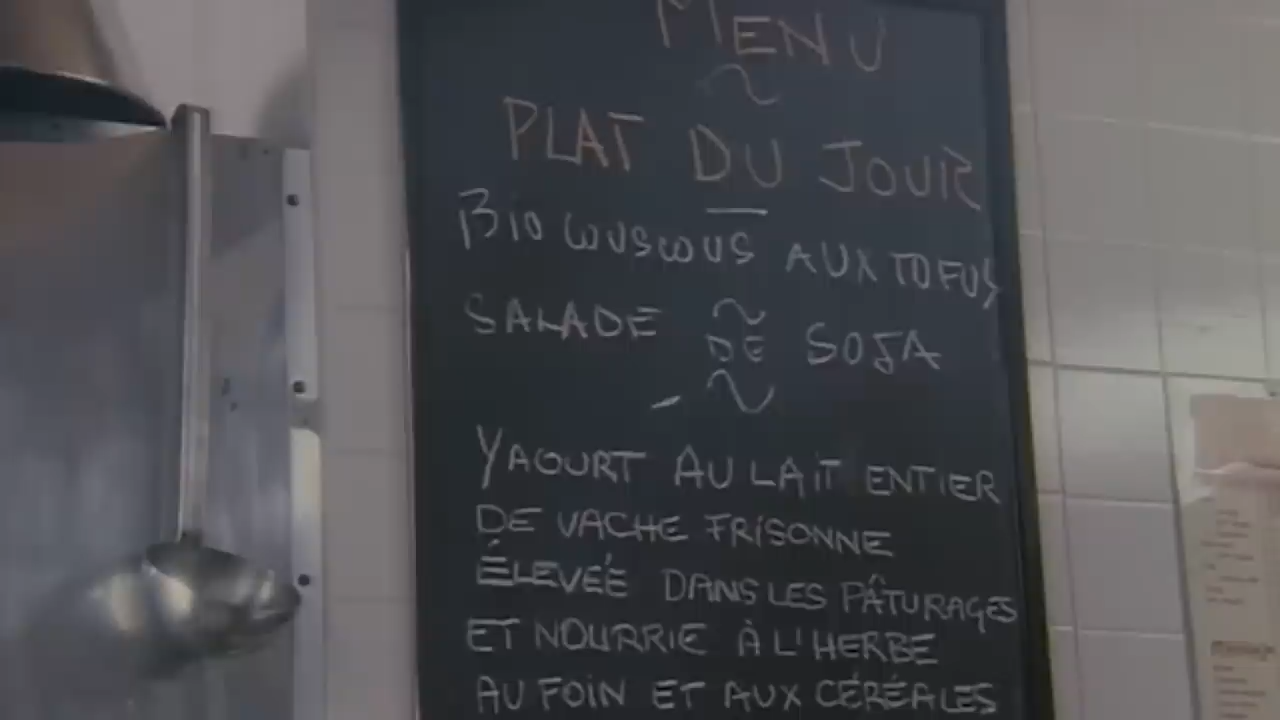 MENU
PLAT DU JOUR
BIO COUSCOUS AUX TOFUS
SALADE DE SOJA
YAOURT AU LAIT ENTIER
DE VACHE FRISONNE
ÉLEVÉE DANS LES PÂTURAGES
ET NOURRIE À L'HERBE
AU FOIN ET AUX CÉRÉALES